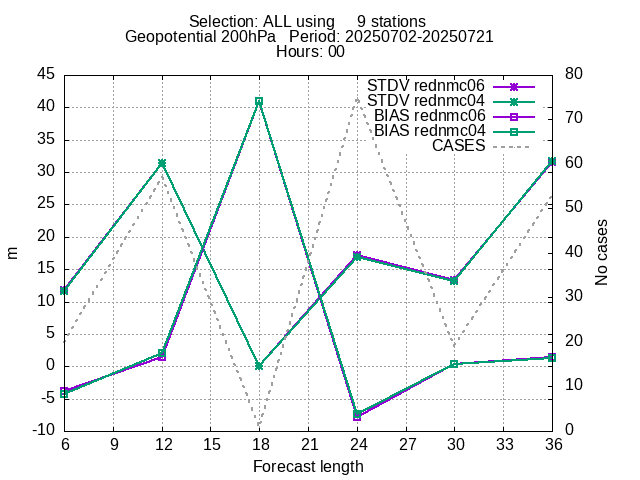 Selection: ALL using     9 stations
Geopotential 200hPa   Period: 20250702-20250721
Hours: 00
STDV rednmc06
STDV rednmc04
BIAS rednmc06
BIAS rednmc04
CASES
45
40
35
30
25
20
15
10
5
0
-5
-10
m
80
70
60
50
40
30
20
10
0
No cases
6 9 12 15 18 21 24 27 30 33 36
Forecast length